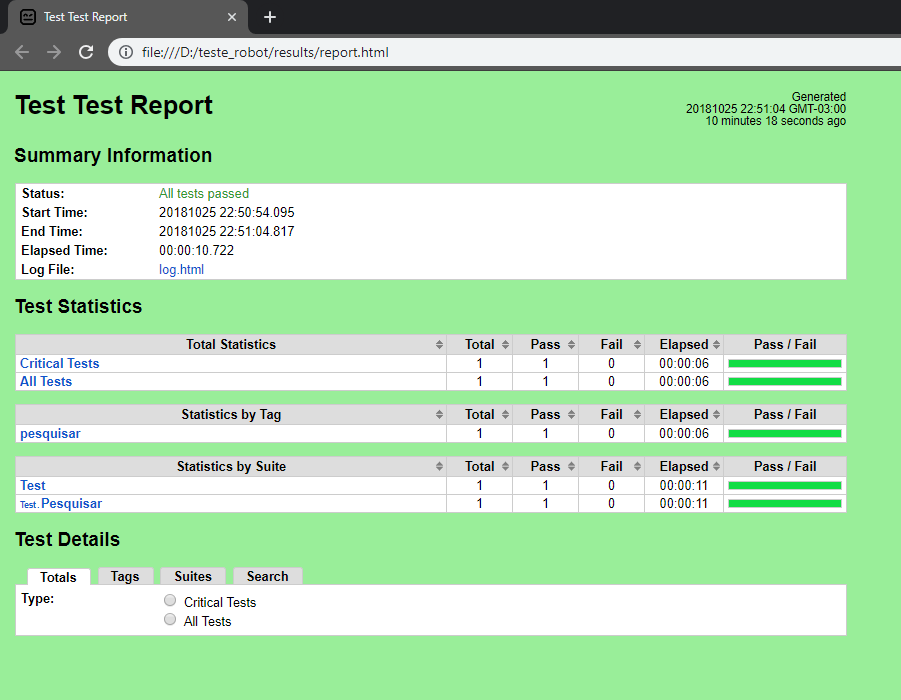 Test Test Report
file:///D:/teste_robot/results/report.html
Test Test Report
Generated
20181025 22:51:04 GMT-03:00
10 minutes 18 seconds ago
Summary Information
Status: All tests passed
Start Time: 20181025 22:50:54.095
End Time: 20181025 22:51:04.817
Elapsed Time: 00:00:10.722
Log File: log.html
Test Statistics
Total Statistics Total Pass Fail Elapsed Pass / Fail
Critical Tests 1 1 0 00:00:06
All Tests 1 1 0 00:00:06
Statistics by Tag Total Pass Fail Elapsed Pass / Fail
pesquisar 1 1 0 00:00:06
Statistics by Suite Total Pass Fail Elapsed Pass / Fail
Test 1 1 0 00:00:11
Test.Pesquisar 1 1 0 00:00:11
Test Details
Totals Tags Suites Search
Type: Critical Tests
All Tests